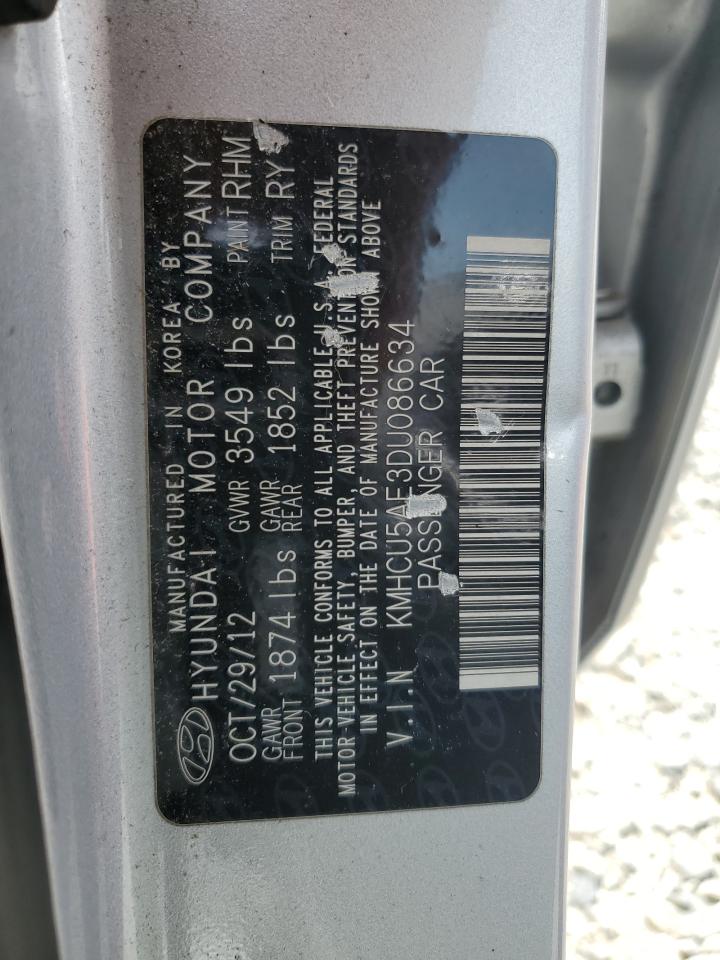 MANUFACTURED IN KOREA BY
HYUNDAI MOTOR COMPANY
OCT/29/12 GVWR 3549 lbs PAINT RHM
GAWR FRONT 1874 lbs GAWR REAR 1852 lbs TRIM RY
THIS VEHICLE CONFORMS TO ALL APPLICABLE U.S.A. FEDERAL
MOTOR VEHICLE SAFETY, BUMPER, AND THEFT PREVENTION STANDARDS
IN EFFECT ON THE DATE OF MANUFACTURE SHOWN ABOVE
V.I.N KMHCU5AE3DU086634
PASSENGER CAR